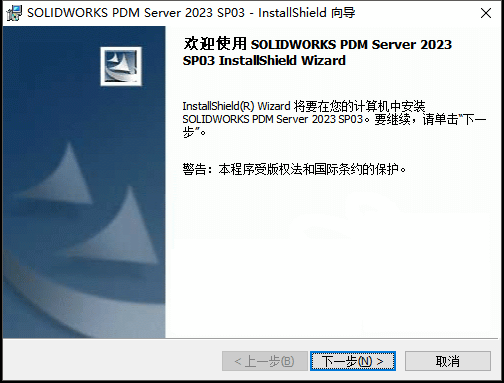 SOLIDWORKS PDM Server 2023 SP03 - InstallShield 向导
欢迎使用 SOLIDWORKS PDM Server 2023
SP03 InstallShield Wizard
InstallShield(R) Wizard 将要在您的计算机中安装
SOLIDWORKS PDM Server 2023 SP03。要继续，请单击“下一
步”。
警告：本程序受版权法和国际条约的保护。
< 上一步(B)
下一步(N) >
取消